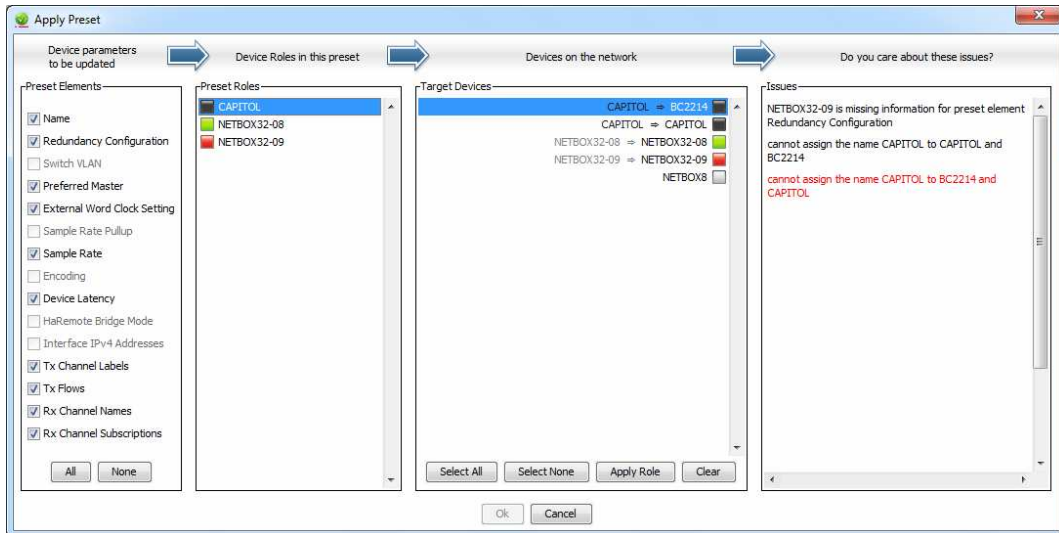 Apply Preset
Device parameters
to be updated
Device Roles in this preset
Devices on the network
Do you care about these issues?
Preset Elements
Name
Redundancy Configuration
Switch VLAN
Preferred Master
External Word Clock Setting
Sample Rate Pullup
Sample Rate
Encoding
Device Latency
HaRemote Bridge Mode
Interface IPv4 Addresses
Tx Channel Labels
Tx Flows
Rx Channel Names
Rx Channel Subscriptions
All
None
Preset Roles
CAPITOL
NETBOX32-08
NETBOX32-09
Target Devices
CAPITOL ⇒ BC2214
CAPITOL ⇒ CAPITOL
NETBOX32-08 ⇒ NETBOX32-08
NETBOX32-09 ⇒ NETBOX32-09
NETBOX8
Select All
Select None
Apply Role
Clear
Issues
NETBOX32-09 is missing information for preset element
Redundancy Configuration
cannot assign the name CAPITOL to CAPITOL and
BC2214
cannot assign the name CAPITOL to BC2214 and
CAPITOL
Ok
Cancel